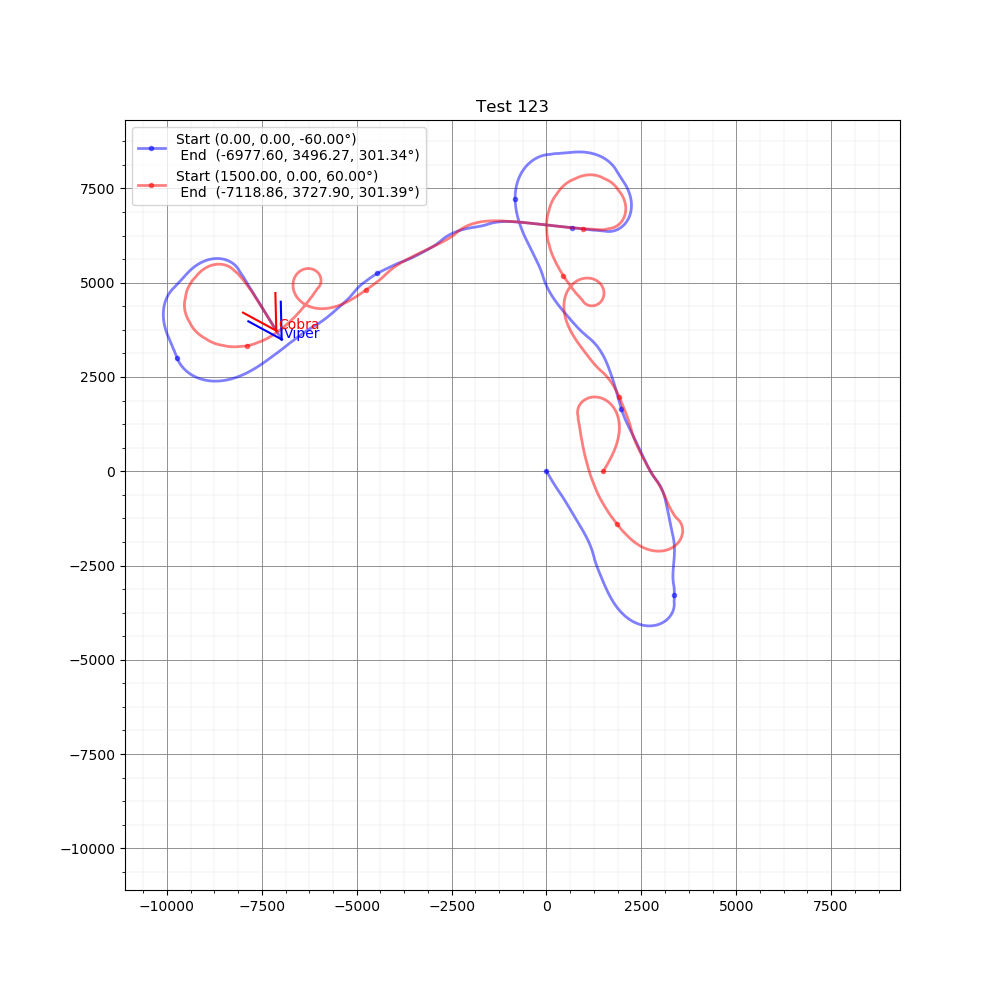 Test 123
Start (0.00, 0.00, -60.00°)
End  (-6977.60, 3496.27, 301.34°)
Start (1500.00, 0.00, 60.00°)
End  (-7118.86, 3727.90, 301.39°)
7500
5000
2500
0
−2500
−5000
−7500
−10000
Cobra
Viper
−10000 −7500 −5000 −2500 0 2500 5000 7500